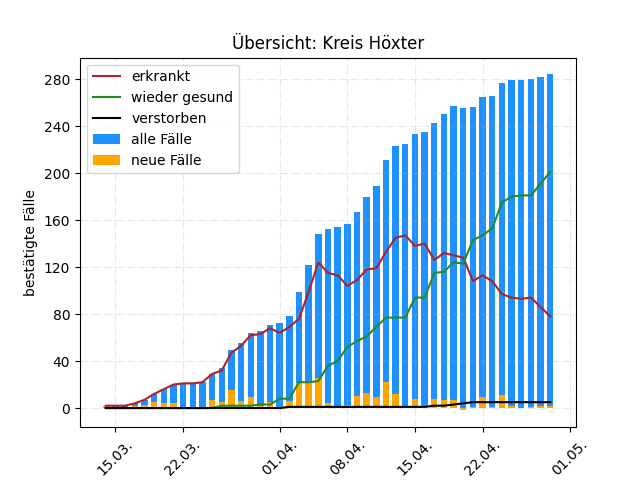 Übersicht: Kreis Höxter
erkrankt
wieder gesund
verstorben
alle Fälle
neue Fälle
bestätigte Fälle
280
240
200
160
120
80
40
0
15.03.
22.03.
01.04.
08.04.
15.04.
22.04.
01.05.